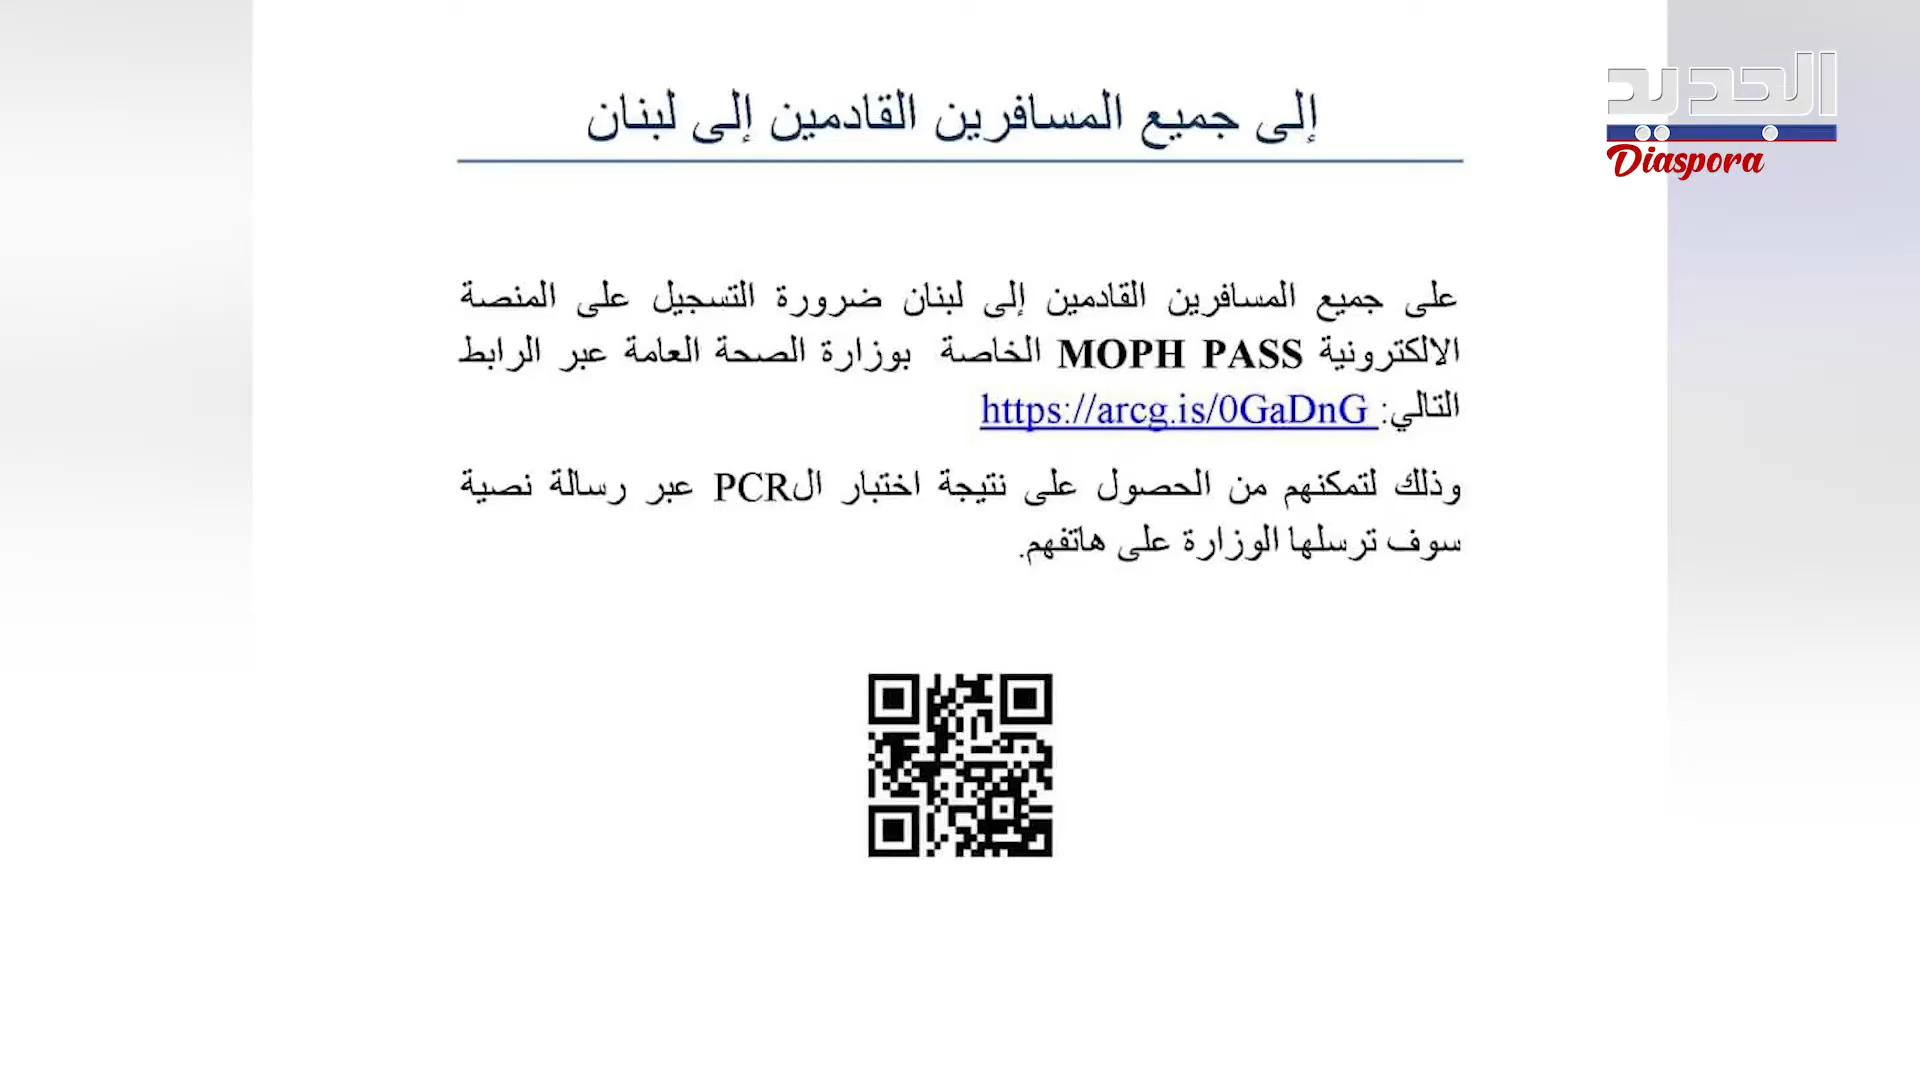 الجديد
Diaspora
إلى جميع المسافرين القادمين إلى لبنان
على جميع المسافرين القادمين إلى لبنان ضرورة التسجيل على المنصة
الالكترونية MOPH PASS الخاصة بوزارة الصحة العامة عبر الرابط
التالي: https://arcg.is/0GaDnG
وذلك لتمكنهم من الحصول على نتيجة اختبار الPCR عبر رسالة نصية
سوف ترسلها الوزارة على هاتفهم.